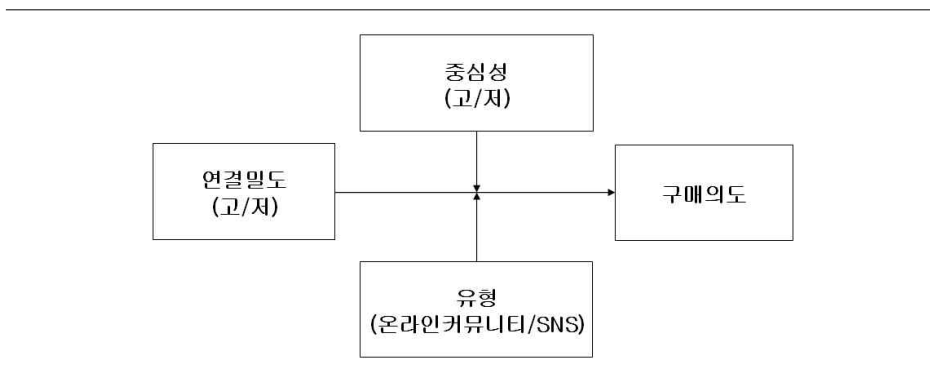 중심성
(고/저)
연결밀도
(고/저)
구매의도
유형
(온라인커뮤니티/SNS)